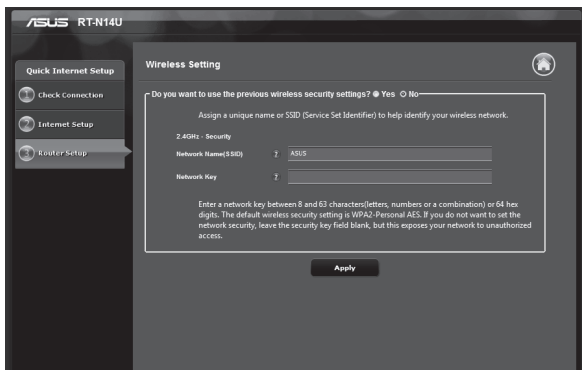 ASUS RT-N14U
Quick Internet Setup
1 Check Connection
2 Internet Setup
3 Router Setup
Wireless Setting
Do you want to use the previous wireless security settings? Yes No
Assign a unique name or SSID (Service Set Identifier) to help identify your wireless network.
2.4GHz - Security
Network Name(SSID) ? ASUS
Network Key ?
Enter a network key between 8 and 63 characters(letters, numbers or a combination) or 64 hex
digits. The default wireless security setting is WPA2-Personal AES. If you do not want to set the
network security, leave the security key field blank, but this exposes your network to unauthorized
access.
Apply